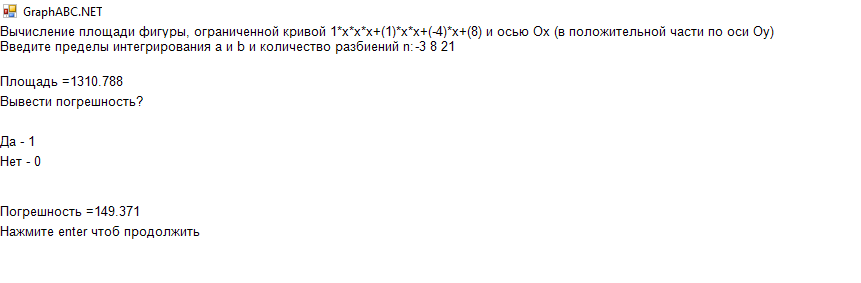 GraphABC.NET
Вычисление площади фигуры, ограниченной кривой 1*x*x*x+(1)*x*x+(-4)*x+(8) и осью Ox (в положительной части по оси Oy)
Введите пределы интегрирования a и b и количество разбиений n:-3 8 21
Площадь =1310.788
Вывести погрешность?
Да - 1
Нет - 0
Погрешность =149.371
Нажмите enter чтоб продолжить